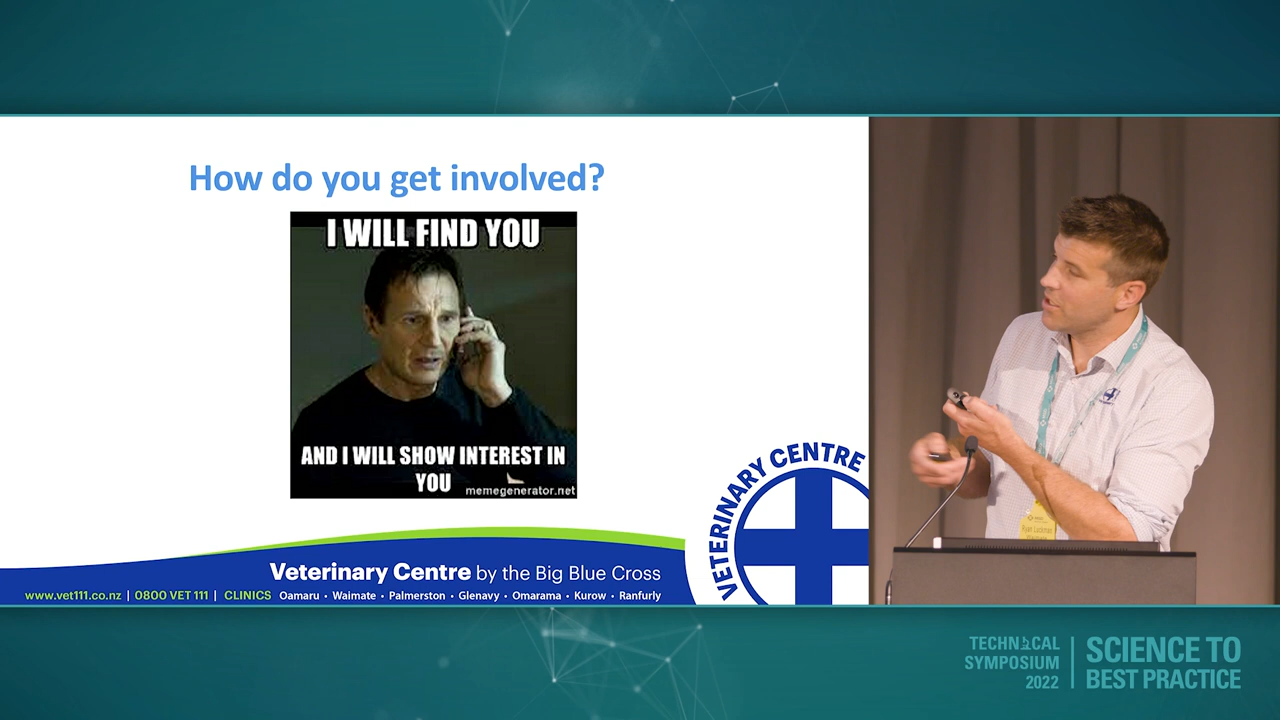 How do you get involved?
I WILL FIND YOU
AND I WILL SHOW INTEREST IN
YOU
memegenerator.net
VETERINARY CENTRE
Veterinary Centre by the Big Blue Cross
www.vet111.co.nz | 0800 VET 111 | CLINICS Oamaru • Waimate • Palmerston • Glenavy • Omarama • Kurow • Ranfurly
TECHNICAL
SYMPOSIUM
2022
SCIENCE TO
BEST PRACTICE